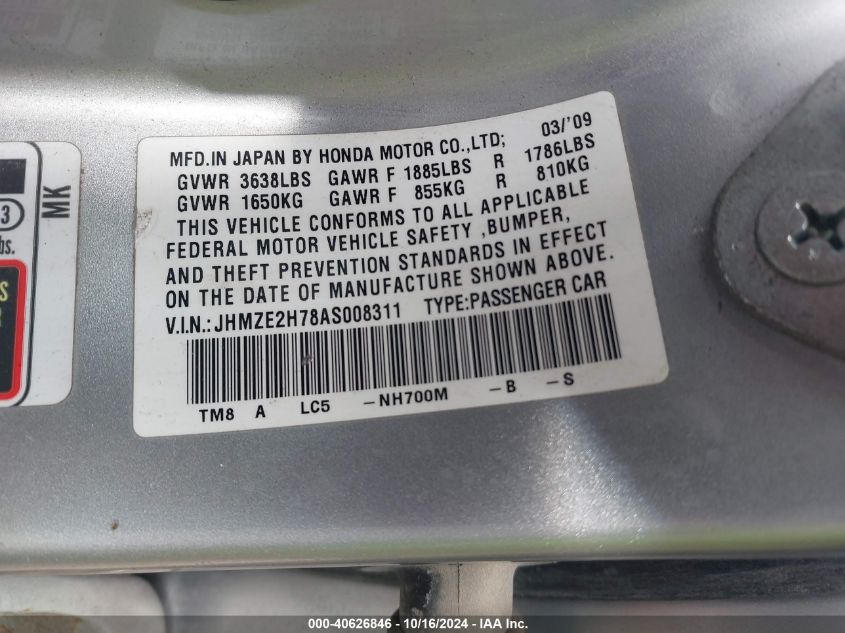 MFD.IN JAPAN BY HONDA MOTOR CO.,LTD; 03/'09
GVWR 3638LBS GAWR F 1885LBS R 1786LBS
GVWR 1650KG GAWR F 855KG R 810KG
THIS VEHICLE CONFORMS TO ALL APPLICABLE
FEDERAL MOTOR VEHICLE SAFETY ,BUMPER,
AND THEFT PREVENTION STANDARDS IN EFFECT
ON THE DATE OF MANUFACTURE SHOWN ABOVE.
V.I.N.:JHMZE2H78AS008311 TYPE:PASSENGER CAR
TM8 A LC5 -NH700M -B -S
MK
3
bs.
S
000-40626846 - 10/16/2024 - IAA Inc.